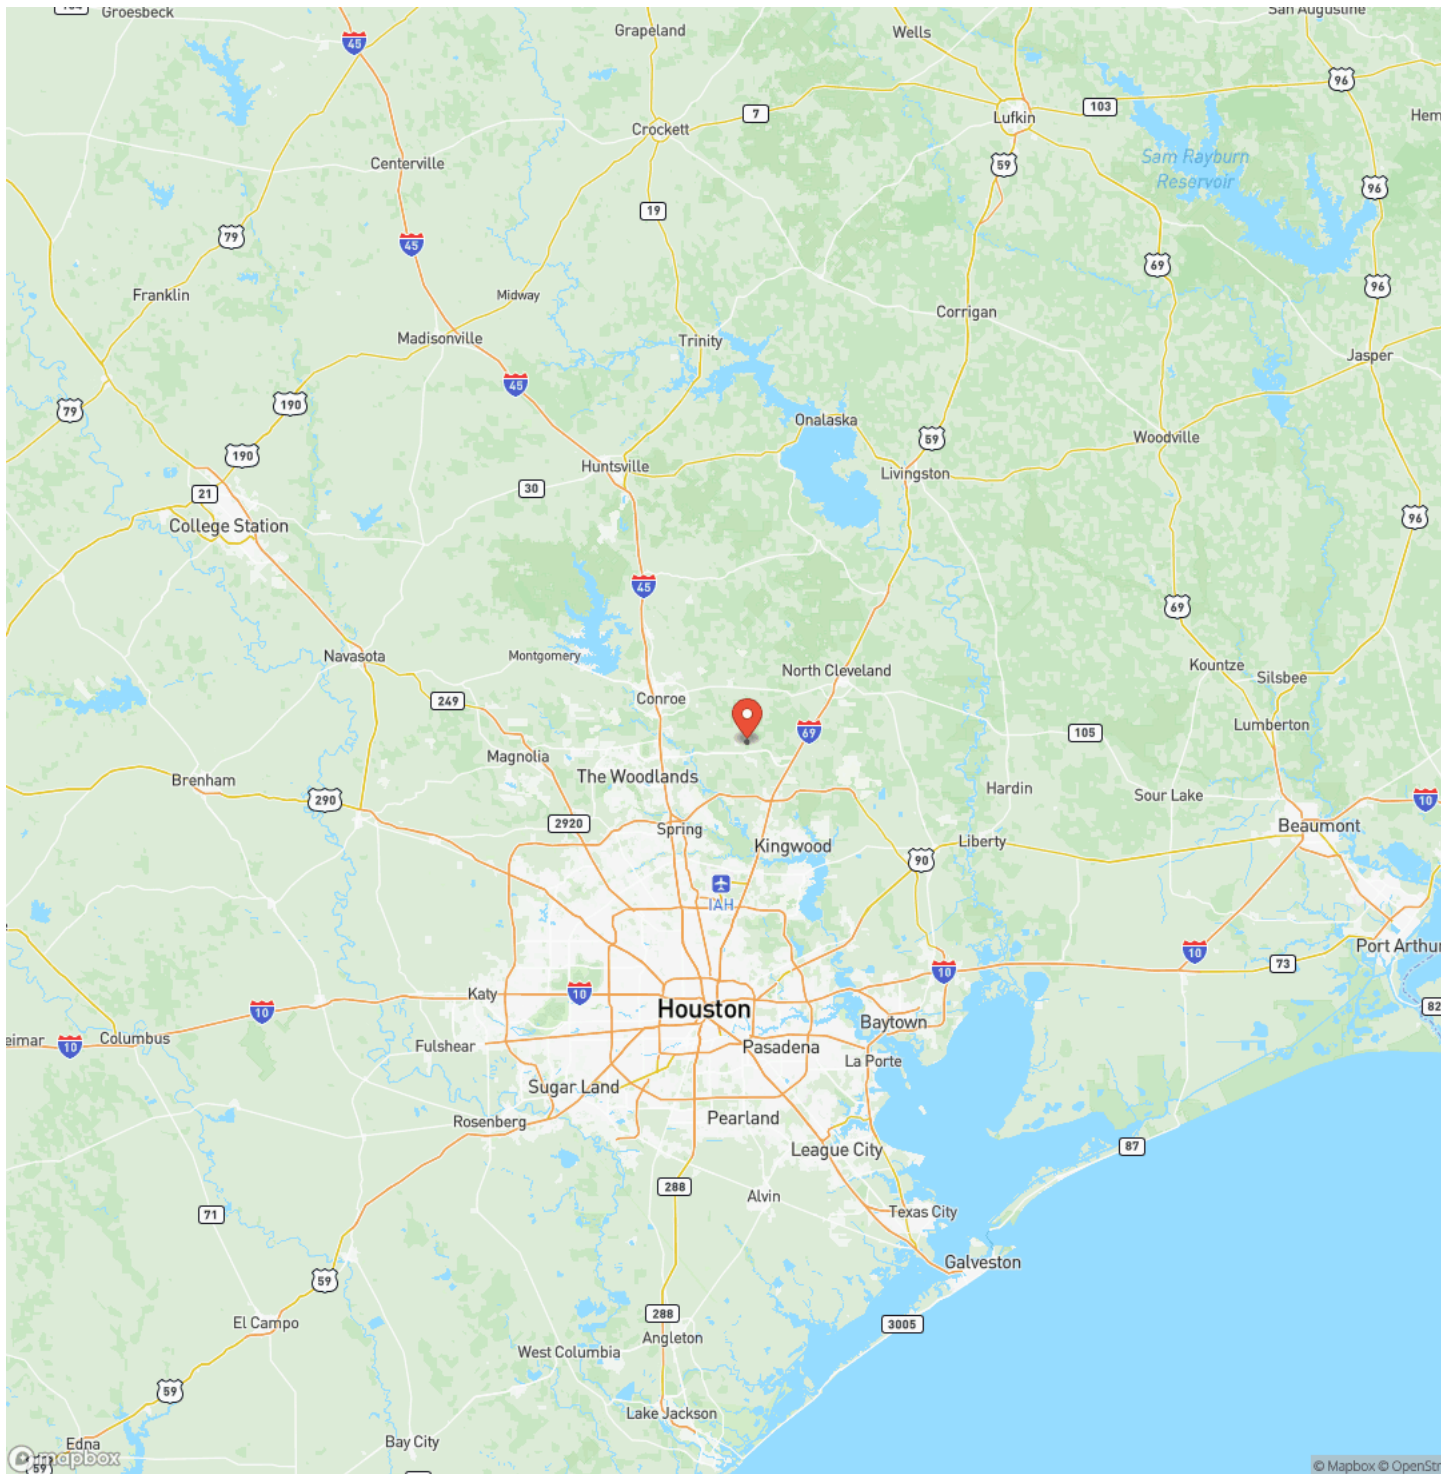 164
Groesbeck
45
Grapeland
Wells
San Augustine
96
7
103
Crockett
Lufkin
Hem
Centerville
59
Sam Rayburn
Reservoir
96
19
79
45
69
96
Franklin
Midway
Corrigan
Madisonville
Trinity
Jasper
45
79
190
Onalaska
59
Woodville
190
Huntsville
Livingston
30
21
96
College Station
45
69
Navasota
Montgomery
North Cleveland
Kountze
Silsbee
249
Conroe
Lumberton
69
105
Magnolia
The Woodlands
Brenham
Hardin
Sour Lake
290
10
2920
Spring
Beaumont
Kingwood
Liberty
90
IAH
Port Arthur
10
73
10
Katy
10
82
Houston
10
Baytown
eimar
10
Columbus
Fulshear
Pasadena
La Porte
Sugar Land
Rosenberg
Pearland
League City
87
288
Alvin
71
Texas City
Galveston
59
288
El Campo
3005
Angleton
West Columbia
59
Lake Jackson
Edna
Bay City
mapbox
59
© Mapbox © OpenStr